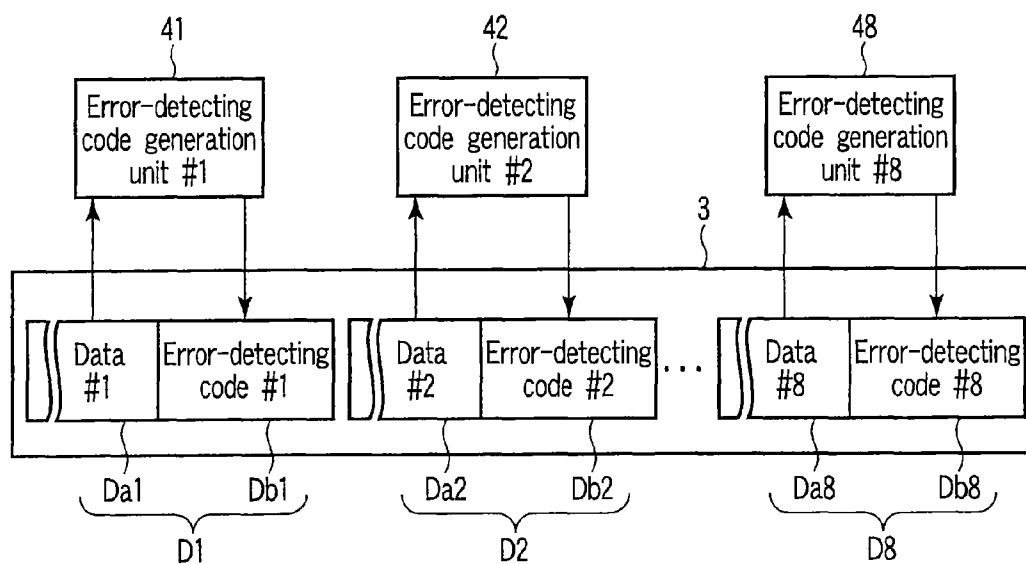 41
42
48
Error-detecting
code generation
unit #1
Error-detecting
code generation
unit #2
Error-detecting
code generation
unit #8
3
Data
#1
Error-detecting
code #1
Data
#2
Error-detecting
code #2
...
Data
#8
Error-detecting
code #8
Da1
Db1
Da2
Db2
Da8
Db8
D1
D2
D8